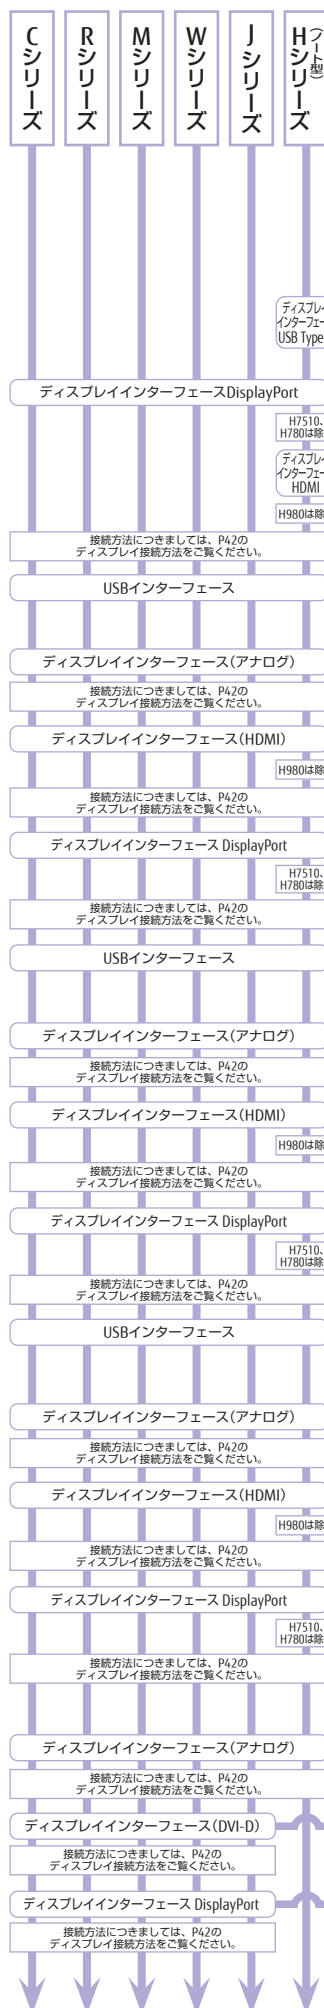 Cシリーズ
Rシリーズ
Mシリーズ
Wシリーズ
Jシリーズ
Hシリーズ
(ノート型)
ディスプレイ
インターフェー
USB Type
ディスプレイインターフェースDisplayPort
H7510、
H780は除
ディスプレイ
インターフェー
HDMI
H980は除
接続方法につきましては、P42の
ディスプレイ接続方法をご覧ください。
USBインターフェース
ディスプレイインターフェース(アナログ)
接続方法につきましては、P42の
ディスプレイ接続方法をご覧ください。
ディスプレイインターフェース(HDMI)
H980は除
接続方法につきましては、P42の
ディスプレイ接続方法をご覧ください。
ディスプレイインターフェース DisplayPort
H7510、
H780は除
接続方法につきましては、P42の
ディスプレイ接続方法をご覧ください。
USBインターフェース
ディスプレイインターフェース(アナログ)
接続方法につきましては、P42の
ディスプレイ接続方法をご覧ください。
ディスプレイインターフェース(HDMI)
H980は除
接続方法につきましては、P42の
ディスプレイ接続方法をご覧ください。
ディスプレイインターフェース DisplayPort
H7510、
H780は除
接続方法につきましては、P42の
ディスプレイ接続方法をご覧ください。
USBインターフェース
ディスプレイインターフェース(アナログ)
接続方法につきましては、P42の
ディスプレイ接続方法をご覧ください。
ディスプレイインターフェース(HDMI)
H980は除
接続方法につきましては、P42の
ディスプレイ接続方法をご覧ください。
ディスプレイインターフェース DisplayPort
H7510、
H780は除
接続方法につきましては、P42の
ディスプレイ接続方法をご覧ください。
ディスプレイインターフェース(アナログ)
接続方法につきましては、P42の
ディスプレイ接続方法をご覧ください。
ディスプレイインターフェース(DVI-D)
接続方法につきましては、P42の
ディスプレイ接続方法をご覧ください。
ディスプレイインターフェース DisplayPort
接続方法につきましては、P42の
ディスプレイ接続方法をご覧ください。